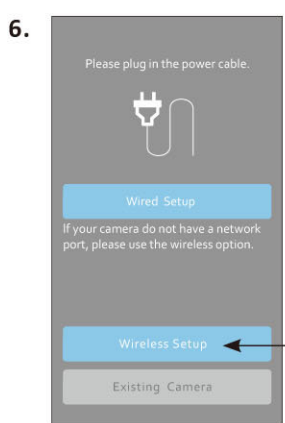 6.
Please plug in the power cable.
Wired Setup
If your camera do not have a network
port, please use the wireless option.
Wireless Setup
Existing Camera